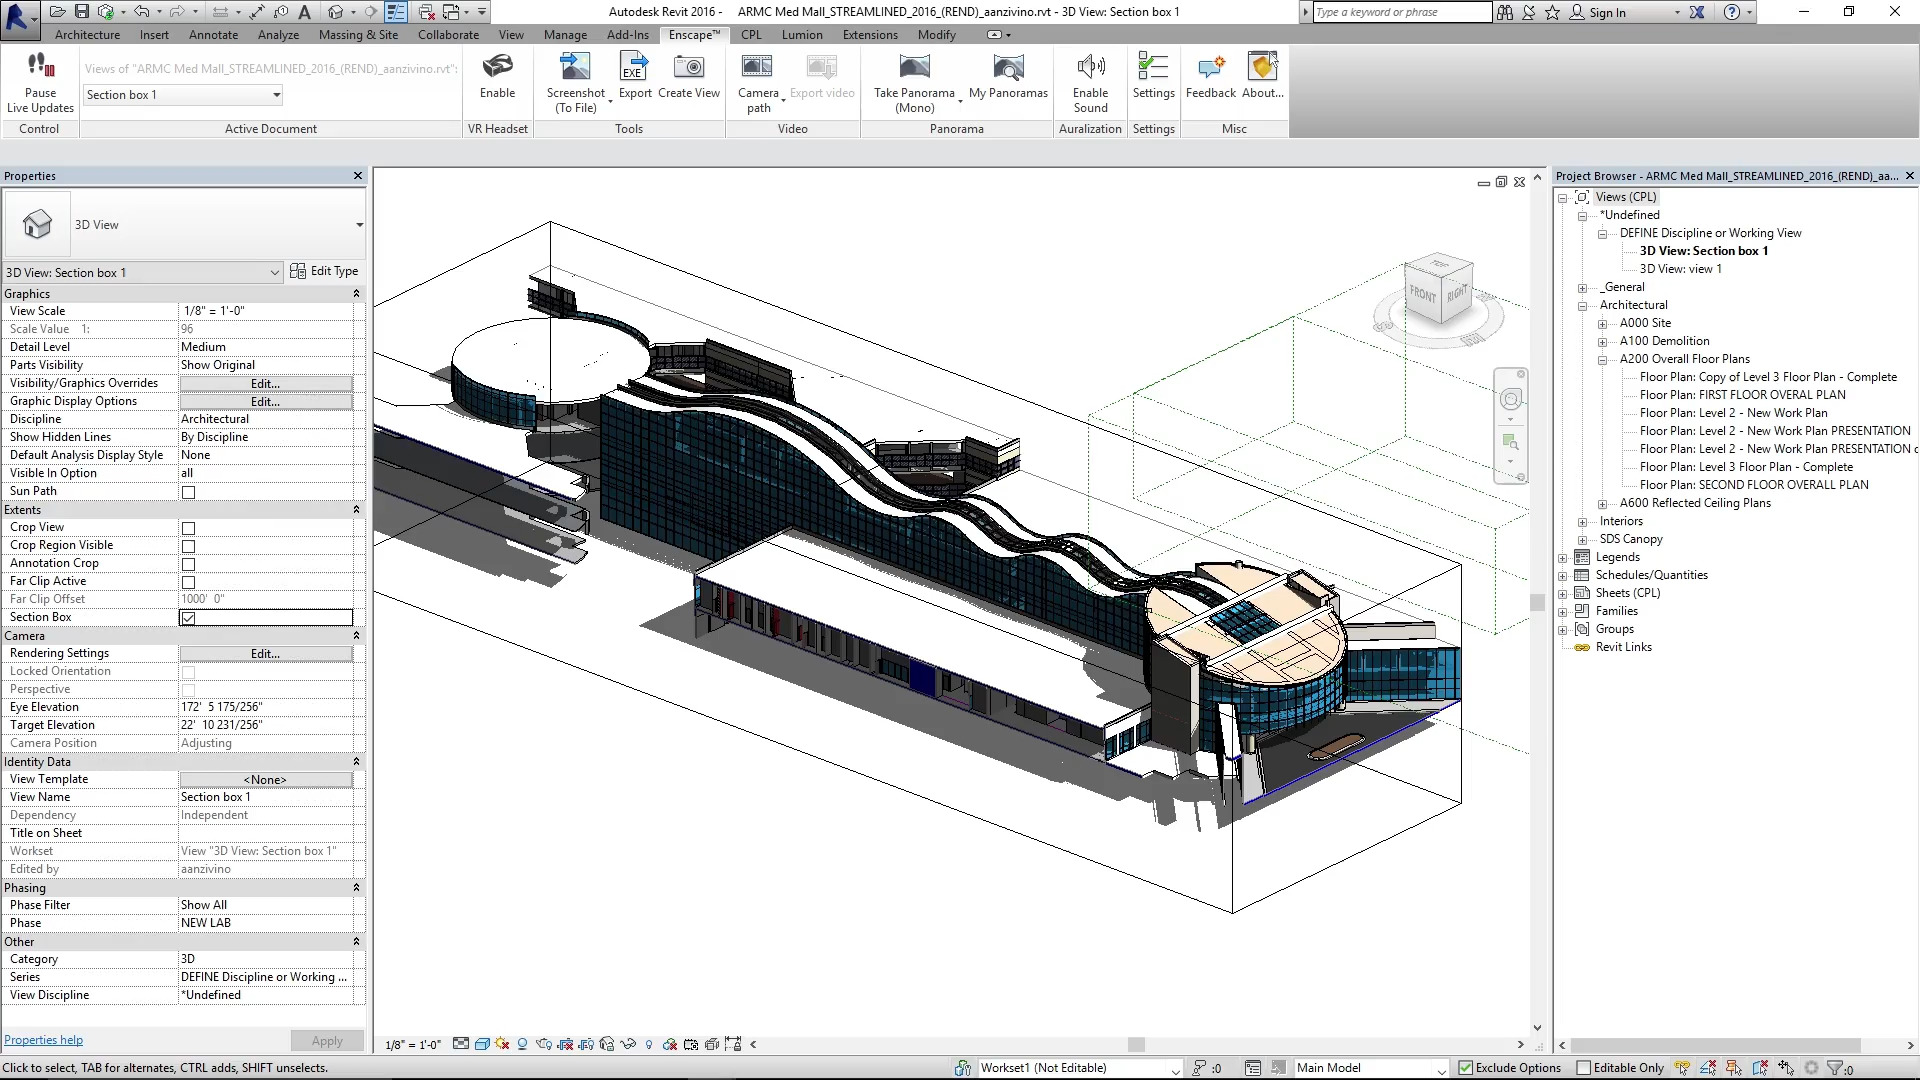 Autodesk Revit 2016 - ARMC Med Mall_STREAMLINED_2016_(REND)_aanzivino.rvt - 3D View: Section box 1
Type a keyword or phrase
Sign In
Architecture Insert Annotate Analyze Massing & Site Collaborate View Manage Add-Ins Enscape™ CPL Lumion Extensions Modify
Pause
Live Updates
Control
Views of "ARMC Med Mall_STREAMLINED_2016_(REND)_aanzivino.rvt":
Section box 1
Active Document
Enable
VR Headset
Screenshot
(To File)
EXE
Export
Create View
Tools
Camera
path
Export video
Video
Take Panorama
(Mono)
My Panoramas
Panorama
Enable
Sound
Auralization
Settings
Settings
Feedback
About...
Misc
Properties
3D View
3D View: Section box 1
Edit Type
Graphics
View Scale 1/8" = 1'-0"
Scale Value 1: 96
Detail Level Medium
Parts Visibility Show Original
Visibility/Graphics Overrides Edit...
Graphic Display Options Edit...
Discipline Architectural
Show Hidden Lines By Discipline
Default Analysis Display Style None
Visible In Option all
Sun Path
Extents
Crop View
Crop Region Visible
Annotation Crop
Far Clip Active
Far Clip Offset 1000' 0"
Section Box
Camera
Rendering Settings Edit...
Locked Orientation
Perspective
Eye Elevation 172' 5 175/256"
Target Elevation 22' 10 231/256"
Camera Position Adjusting
Identity Data
View Template <None>
View Name Section box 1
Dependency Independent
Title on Sheet
Workset View "3D View: Section box 1"
Edited by aanzivino
Phasing
Phase Filter Show All
Phase NEW LAB
Other
Category 3D
Series DEFINE Discipline or Working ...
View Discipline *Undefined
Properties help
Apply
TOP
FRONT
RIGHT
Project Browser - ARMC Med Mall_STREAMLINED_2016_(REND)_aa...
Views (CPL)
*Undefined
DEFINE Discipline or Working View
3D View: Section box 1
3D View: view 1
_General
Architectural
A000 Site
A100 Demolition
A200 Overall Floor Plans
Floor Plan: Copy of Level 3 Floor Plan - Complete
Floor Plan: FIRST FLOOR OVERAL PLAN
Floor Plan: Level 2 - New Work Plan
Floor Plan: Level 2 - New Work Plan PRESENTATION
Floor Plan: Level 2 - New Work Plan PRESENTATION
Floor Plan: Level 3 Floor Plan - Complete
Floor Plan: SECOND FLOOR OVERALL PLAN
A600 Reflected Ceiling Plans
Interiors
SDS Canopy
Legends
Schedules/Quantities
Sheets (CPL)
Families
Groups
Revit Links
1/8" = 1'-0"
Click to select, TAB for alternates, CTRL adds, SHIFT unselects.
Workset1 (Not Editable)
:0
Main Model
Exclude Options
Editable Only
:0